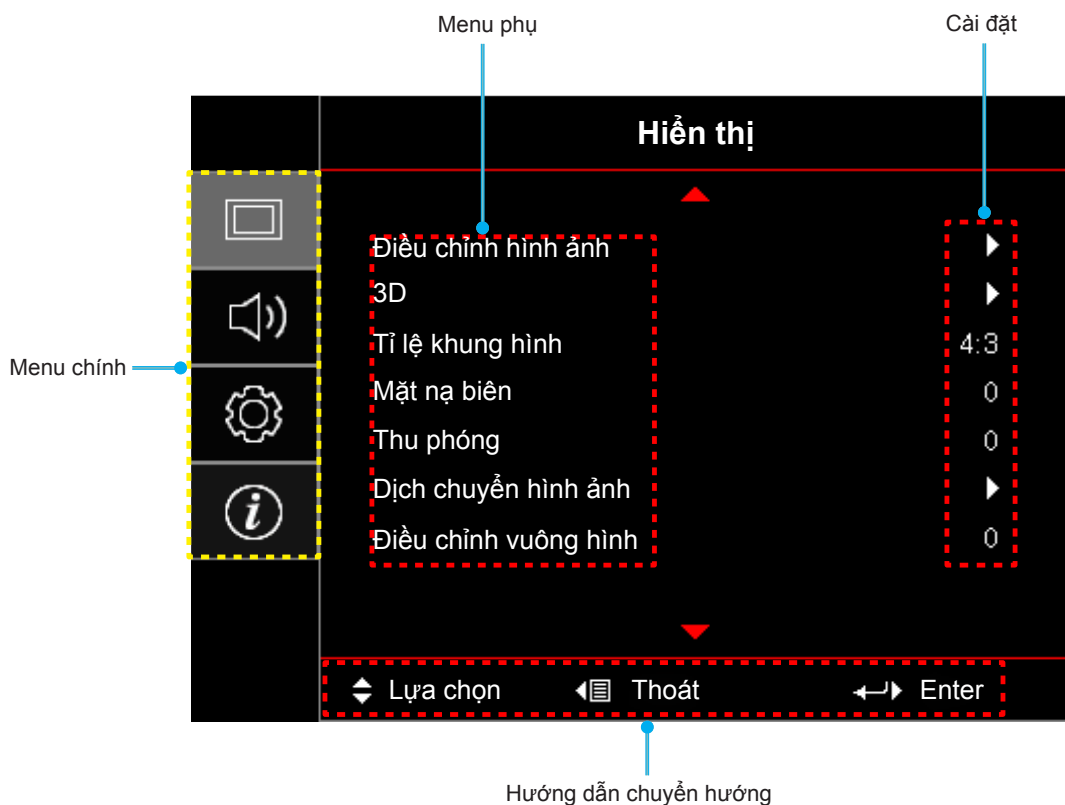 Menu phụ
Cài đặt
Hiển thị
Điều chỉnh hình ảnh
3D
Tỉ lệ khung hình 4:3
Mặt nạ biên 0
Thu phóng 0
Dịch chuyển hình ảnh
Điều chỉnh vuông hình 0
Menu chính
Lựa chọn Thoát Enter
Hướng dẫn chuyển hướng